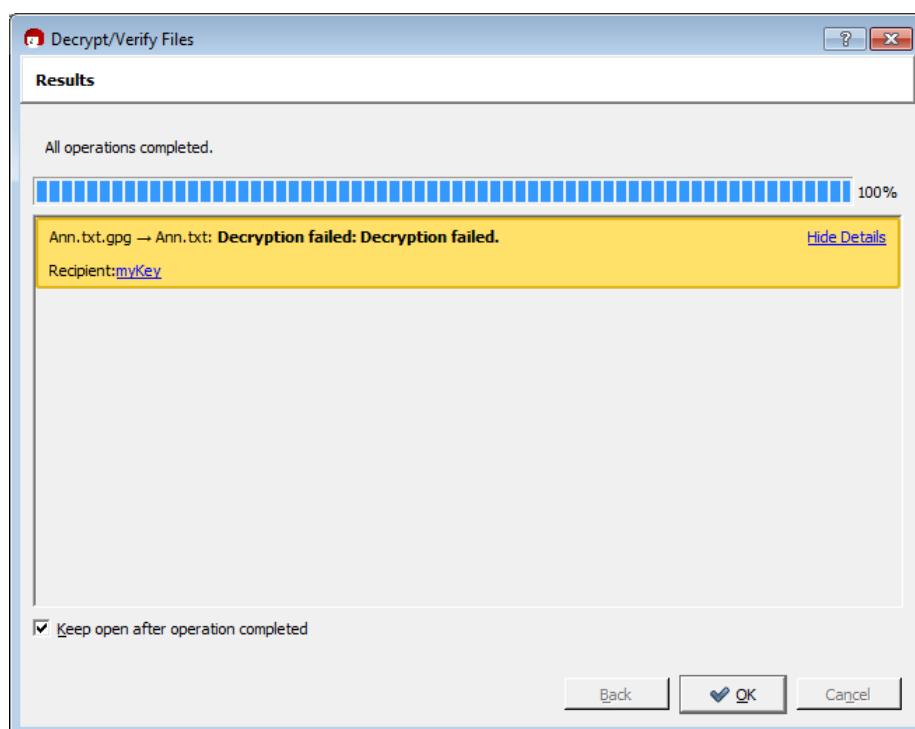 Decrypt/Verify Files
Results
All operations completed.
100%
Ann.txt.gpg → Ann.txt: Decryption failed: Decryption failed. Hide Details
Recipient:myKey
Keep open after operation completed
Back OK Cancel